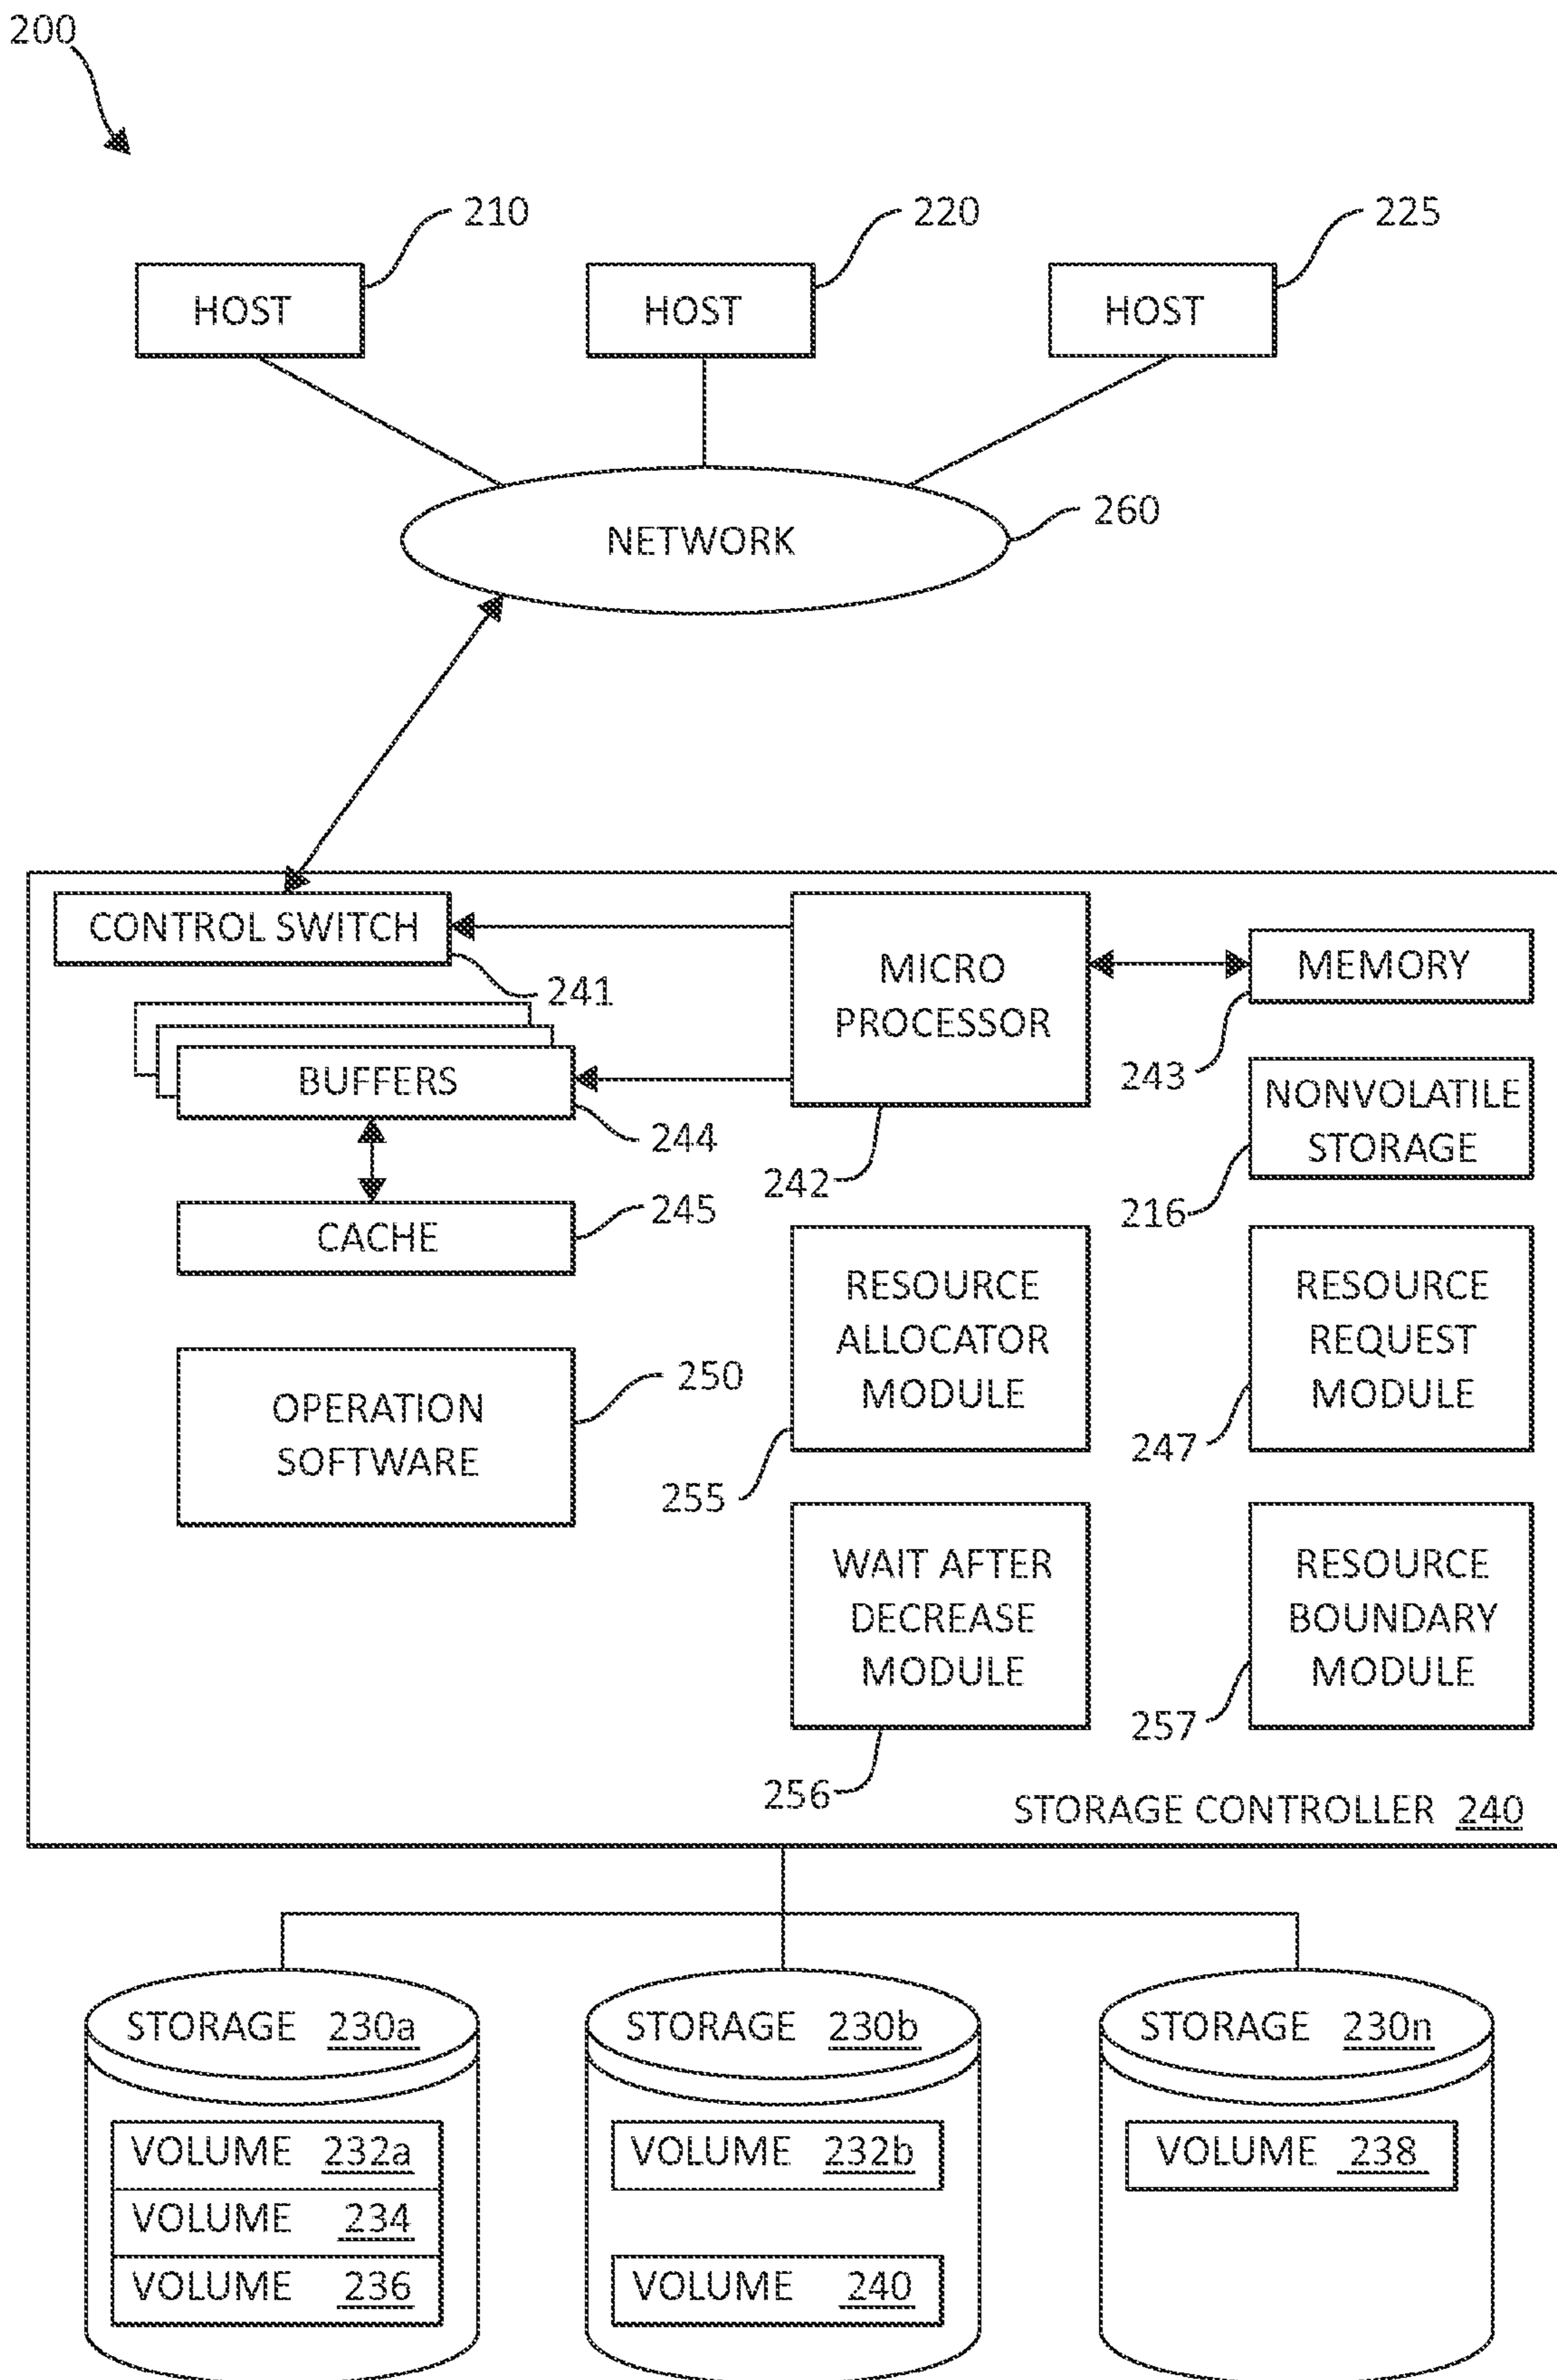 200
210
220
225
HOST
HOST
HOST
260
NETWORK
CONTROL SWITCH
241
MICRO
PROCESSOR
242
MEMORY
243
BUFFERS
244
NONVOLATILE
STORAGE
216
CACHE
245
RESOURCE
ALLOCATOR
MODULE
255
RESOURCE
REQUEST
MODULE
247
OPERATION
SOFTWARE
250
WAIT AFTER
DECREASE
MODULE
256
RESOURCE
BOUNDARY
MODULE
257
STORAGE CONTROLLER 240
STORAGE 230a
VOLUME 232a
VOLUME 234
VOLUME 236
STORAGE 230b
VOLUME 232b
VOLUME 240
STORAGE 230n
VOLUME 238